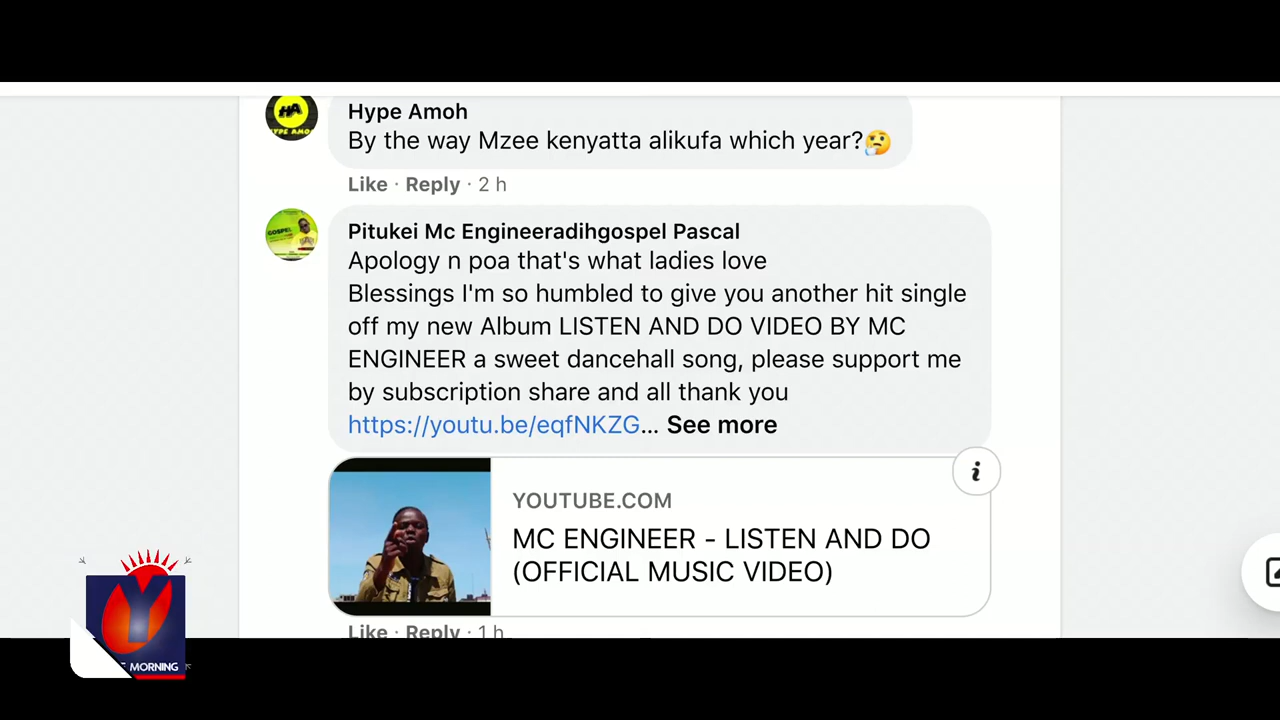 HA
HYPE AMOH
Hype Amoh
By the way Mzee kenyatta alikufa which year?🤔
Like · Reply · 2 h
GOSPEL
Pitukei Mc Engineeradihgospel Pascal
Apology n poa that's what ladies love
Blessings I'm so humbled to give you another hit single
off my new Album LISTEN AND DO VIDEO BY MC
ENGINEER a sweet dancehall song, please support me
by subscription share and all thank you
https://youtu.be/eqfNKZG... See more
i
YOUTUBE.COM
MC ENGINEER - LISTEN AND DO
(OFFICIAL MUSIC VIDEO)
Like · Reply · 1 h
Y
MORNING